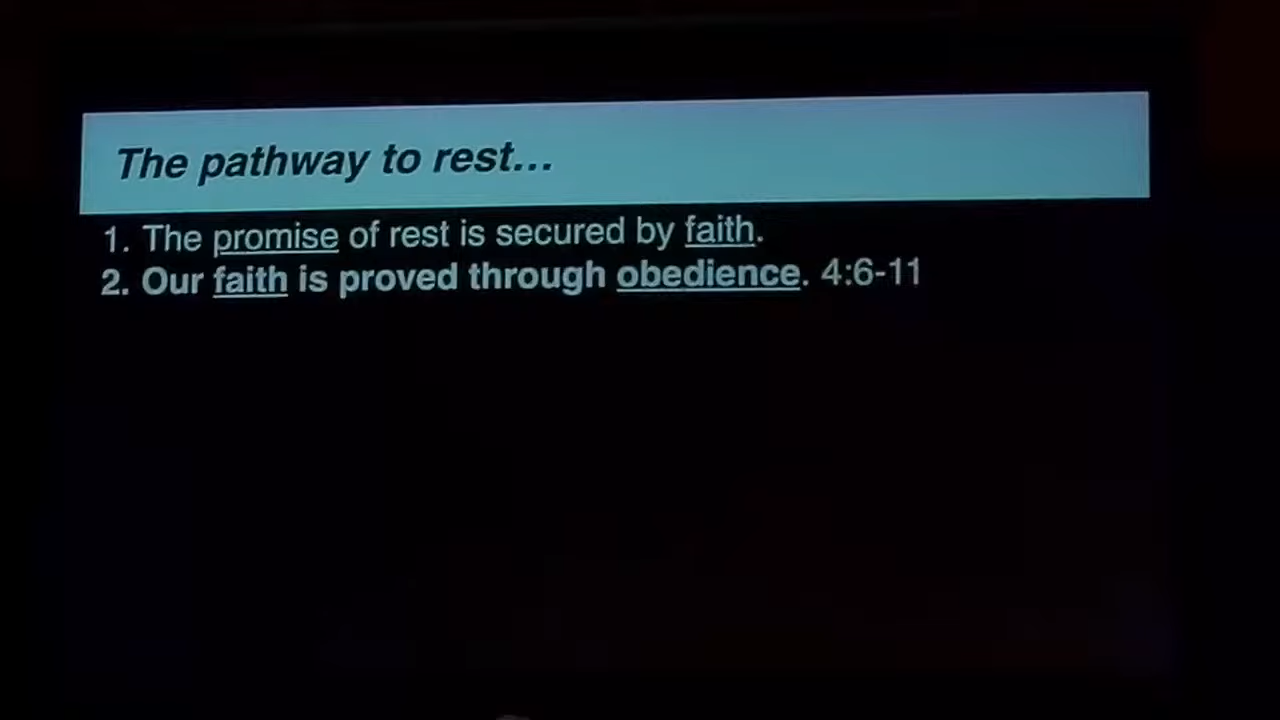 The pathway to rest...
1. The promise of rest is secured by faith.
2. Our faith is proved through obedience. 4:6-11